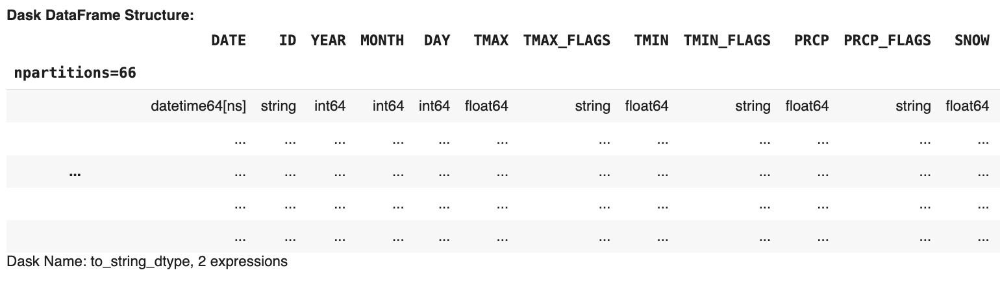 Dask DataFrame Structure:
DATE ID YEAR MONTH DAY TMAX TMAX_FLAGS TMIN TMIN_FLAGS PRCP PRCP_FLAGS SNOW
npartitions=66
datetime64[ns] string int64 int64 int64 float64 string float64 string float64 string float64
... ... ... ... ... ... ... ... ... ... ... ...
... ... ... ... ... ... ... ... ... ... ... ... ...
... ... ... ... ... ... ... ... ... ... ... ...
... ... ... ... ... ... ... ... ... ... ... ...
Dask Name: to_string_dtype, 2 expressions